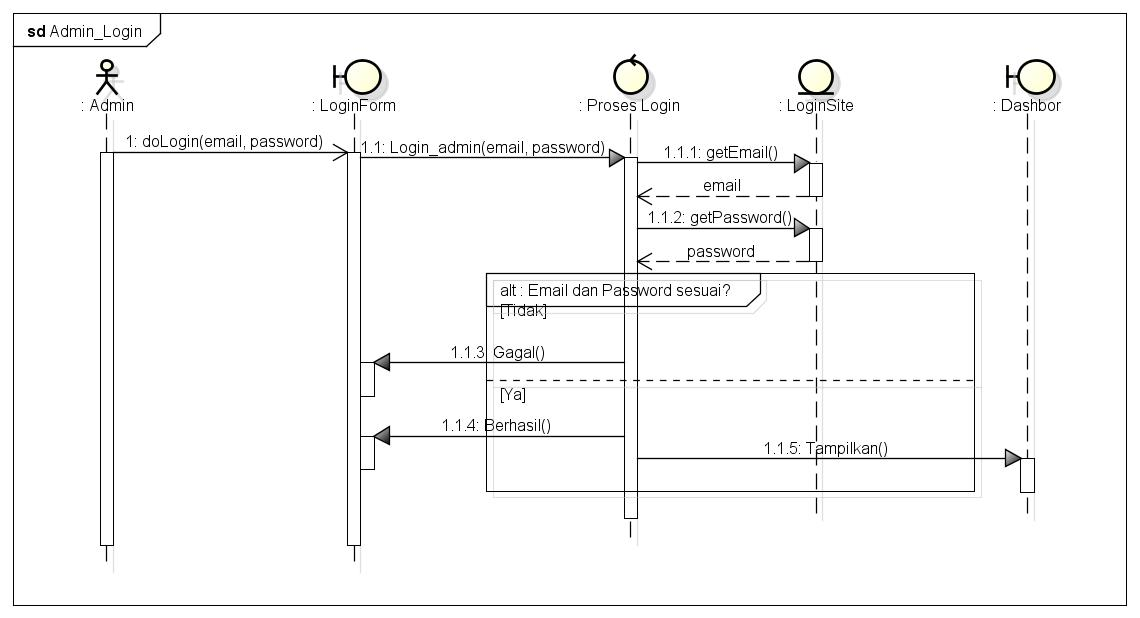 sd Admin_Login
: Admin
: LoginForm
: Proses Login
: LoginSite
: Dashbor
1: doLogin(email, password)
1.1: Login_admin(email, password)
1.1.1: getEmail()
email
1.1.2: getPassword()
password
alt : Email dan Password sesuai?
[Tidak]
1.1.3: Gagal()
[Ya]
1.1.4: Berhasil()
1.1.5: Tampilkan()